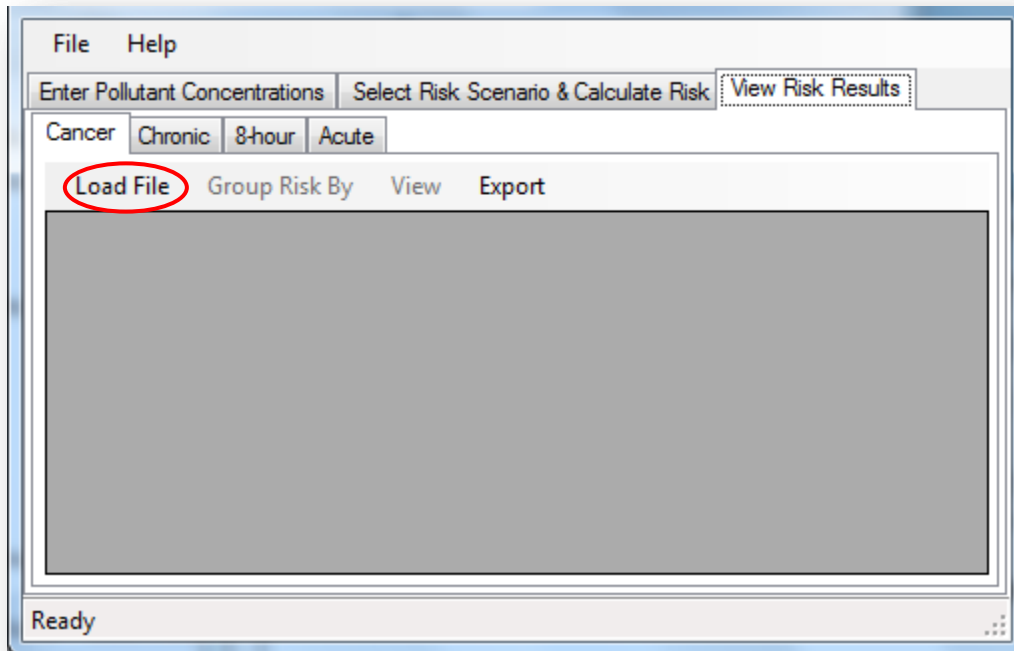 File Help
Enter Pollutant Concentrations Select Risk Scenario & Calculate Risk View Risk Results
Cancer Chronic 8-hour Acute
Load File Group Risk By View Export
Ready